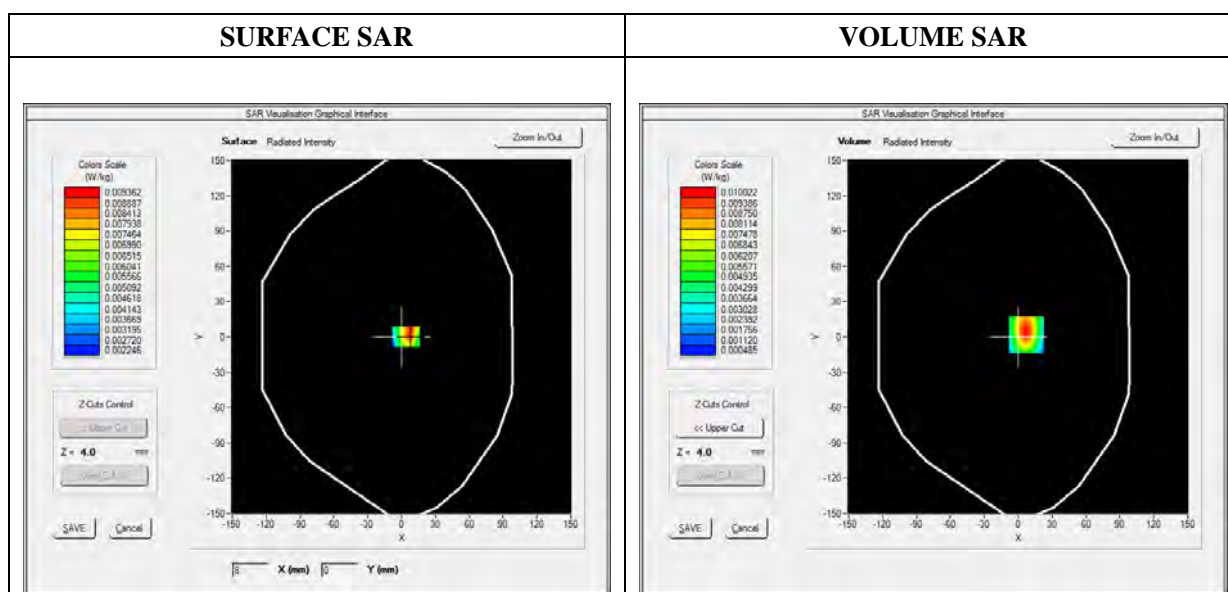 SURFACE SAR
VOLUME SAR
SAR Visualisation Graphical Interface
Surface Radiated Intensity
Zoom In/Out
Colors Scale
(W/kg)
0.009362
0.008887
0.008413
0.007938
0.007464
0.006990
0.006515
0.006041
0.005566
0.005092
0.004618
0.004143
0.003669
0.003195
0.002720
0.002246
150
120
90
60
30
0
-30
-60
-90
-120
-150
Y
-150 -120 -90 -60 -30 0 30 60 90 120 150
X
Z-Cuts Control
<< Upper Cut
Z = 4.0 mm
SAVE Cancel
8 X (mm) 0 Y (mm)
SAR Visualisation Graphical Interface
Volume Radiated Intensity
Zoom In/Out
Colors Scale
(W/kg)
0.010022
0.009386
0.008750
0.008114
0.007478
0.006843
0.006207
0.005571
0.004935
0.004299
0.003664
0.003028
0.002392
0.001756
0.001120
0.000485
150
120
90
60
30
0
-30
-60
-90
-120
-150
Y
-150 -120 -90 -60 -30 0 30 60 90 120 150
X
Z-Cuts Control
<< Upper Cut
Z = 4.0 mm
SAVE Cancel